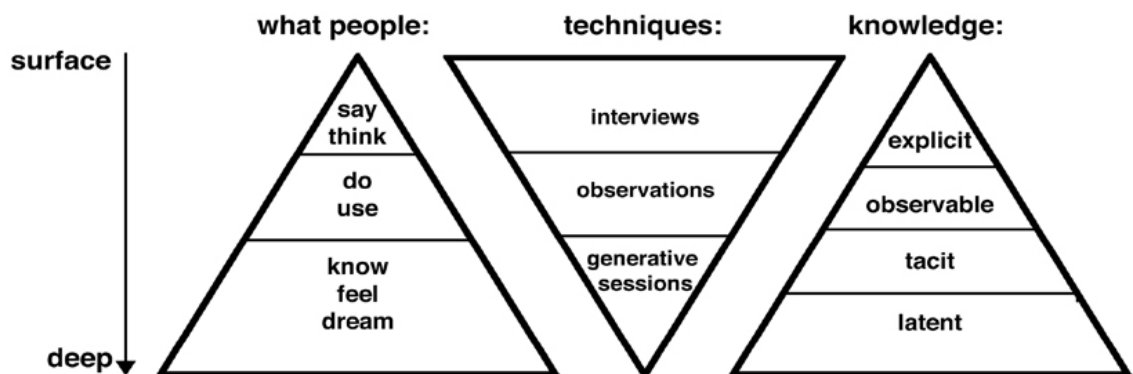 what people:
techniques:
knowledge:
surface
say
think
do
use
know
feel
dream
interviews
observations
generative
sessions
explicit
observable
tacit
latent
deep